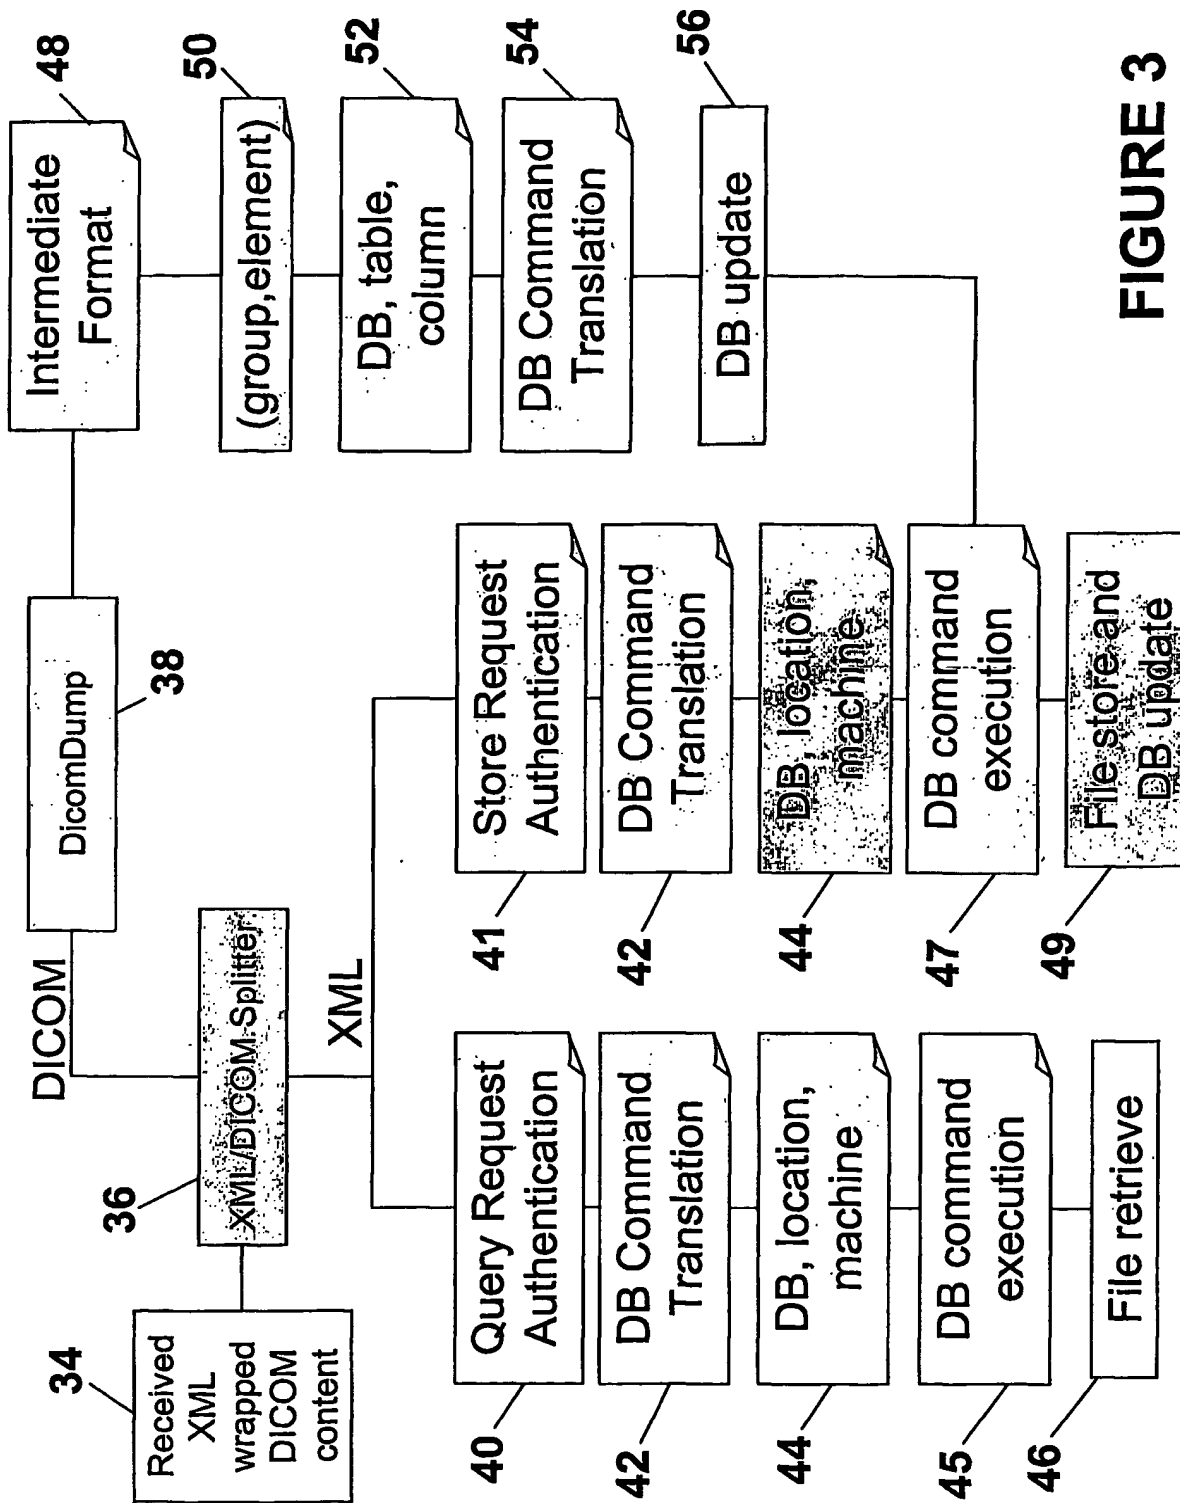 34
Received
XML
wrapped
DICOM
content
36
XML/DICOM Splitter
DICOM
DicomDump
38
Intermediate
Format
48
(group,element)
50
DB, table,
column
52
DB Command
Translation
54
DB update
56
XML
Query Request
Authentication
40
DB Command
Translation
42
DB, location,
machine
44
DB command
execution
45
File retrieve
46
Store Request
Authentication
41
DB Command
Translation
42
DB, location,
machine
44
DB command
execution
47
File store and
DB update
49
FIGURE 3